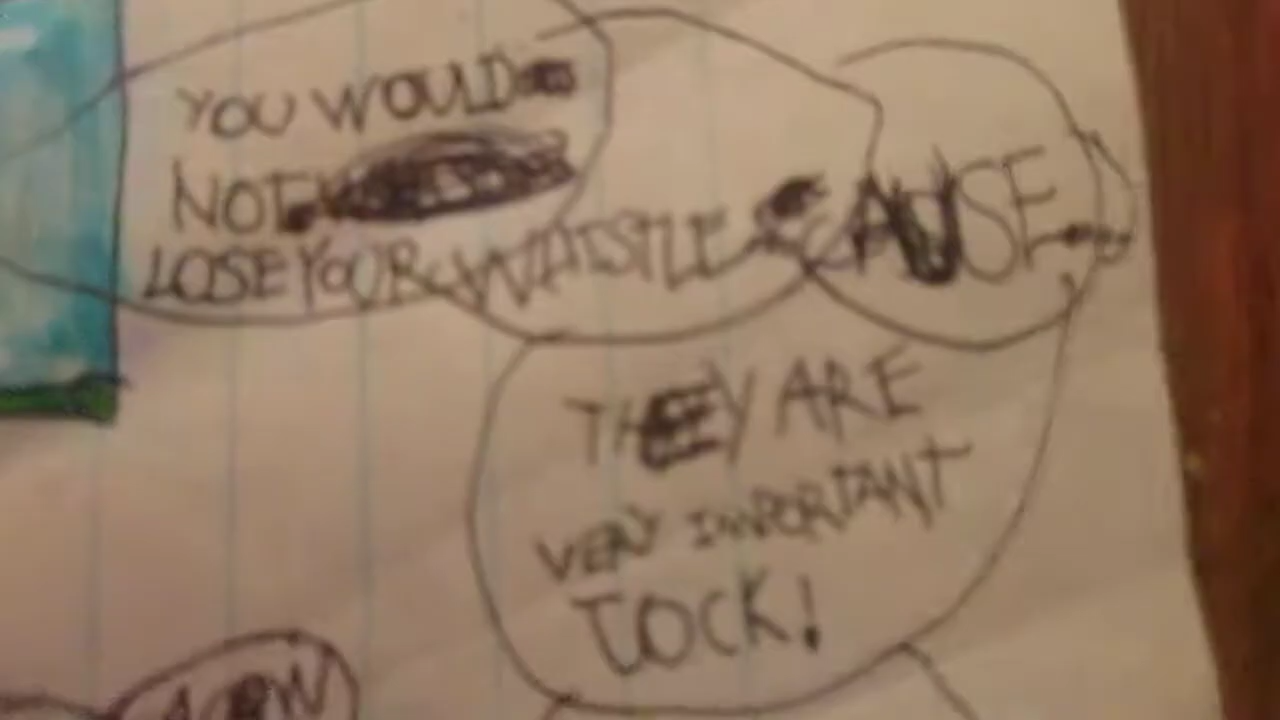 YOU WOULD
NOT
LOSE YOUR WHISTLE CAUSE...
THEY ARE
VERY IMPORTANT
TOCK!